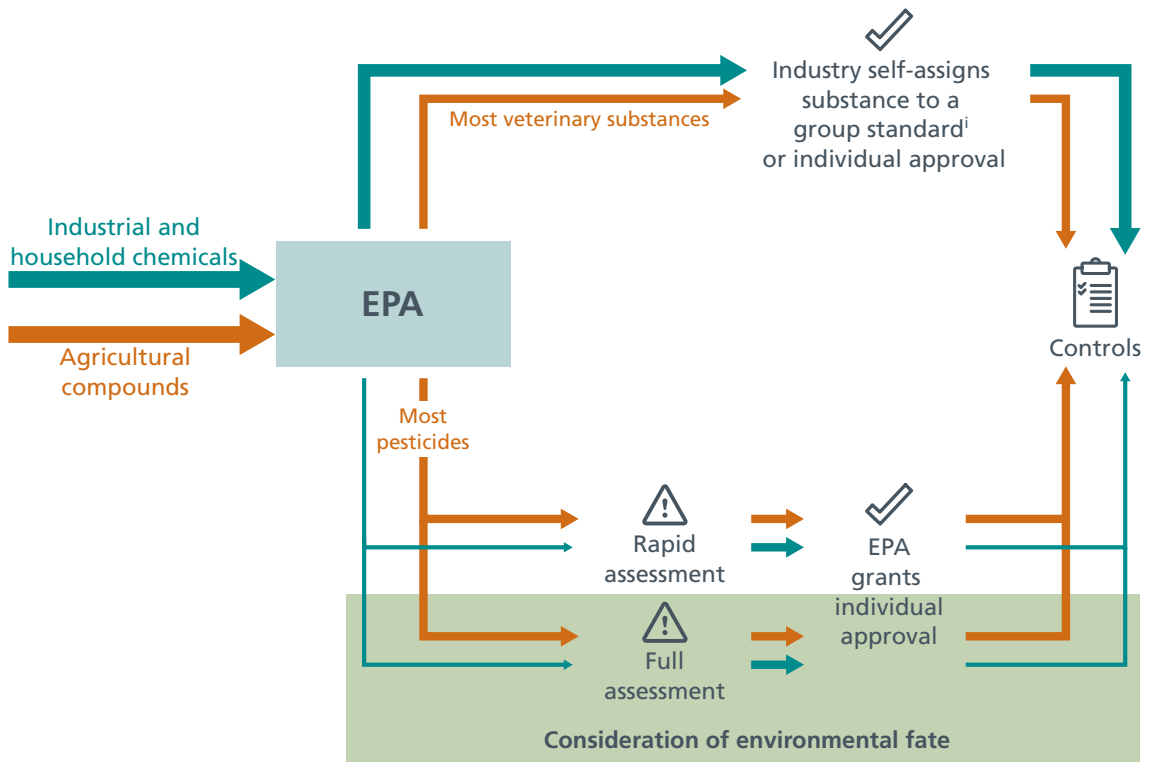 Industry self-assigns
substance to a
group standardⁱ
or individual approval
Most veterinary substances
Industrial and
household chemicals
EPA
Agricultural
compounds
Controls
Most
pesticides
Rapid
assessment
EPA
grants
individual
approval
Full
assessment
Consideration of environmental fate